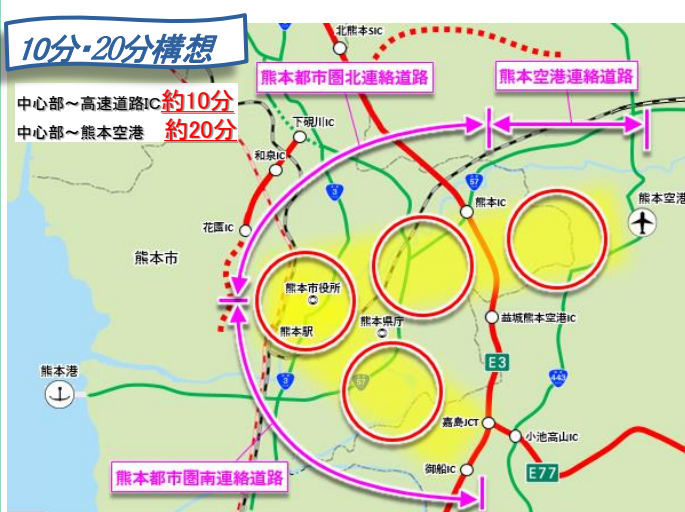 10分・20分構想
中心部～高速道路IC約10分
中心部～熊本空港 約20分
北熊本SIC
熊本都市圏北連絡道路
熊本空港連絡道路
下硯川IC
和泉IC
3
57
熊本IC
熊本空港
花園IC
熊本市
熊本市役所
熊本県庁
益城熊本空港IC
熊本駅
E3
熊本港
3
57
443
嘉島JCT
小池高山IC
熊本都市圏南連絡道路
御船IC
E77